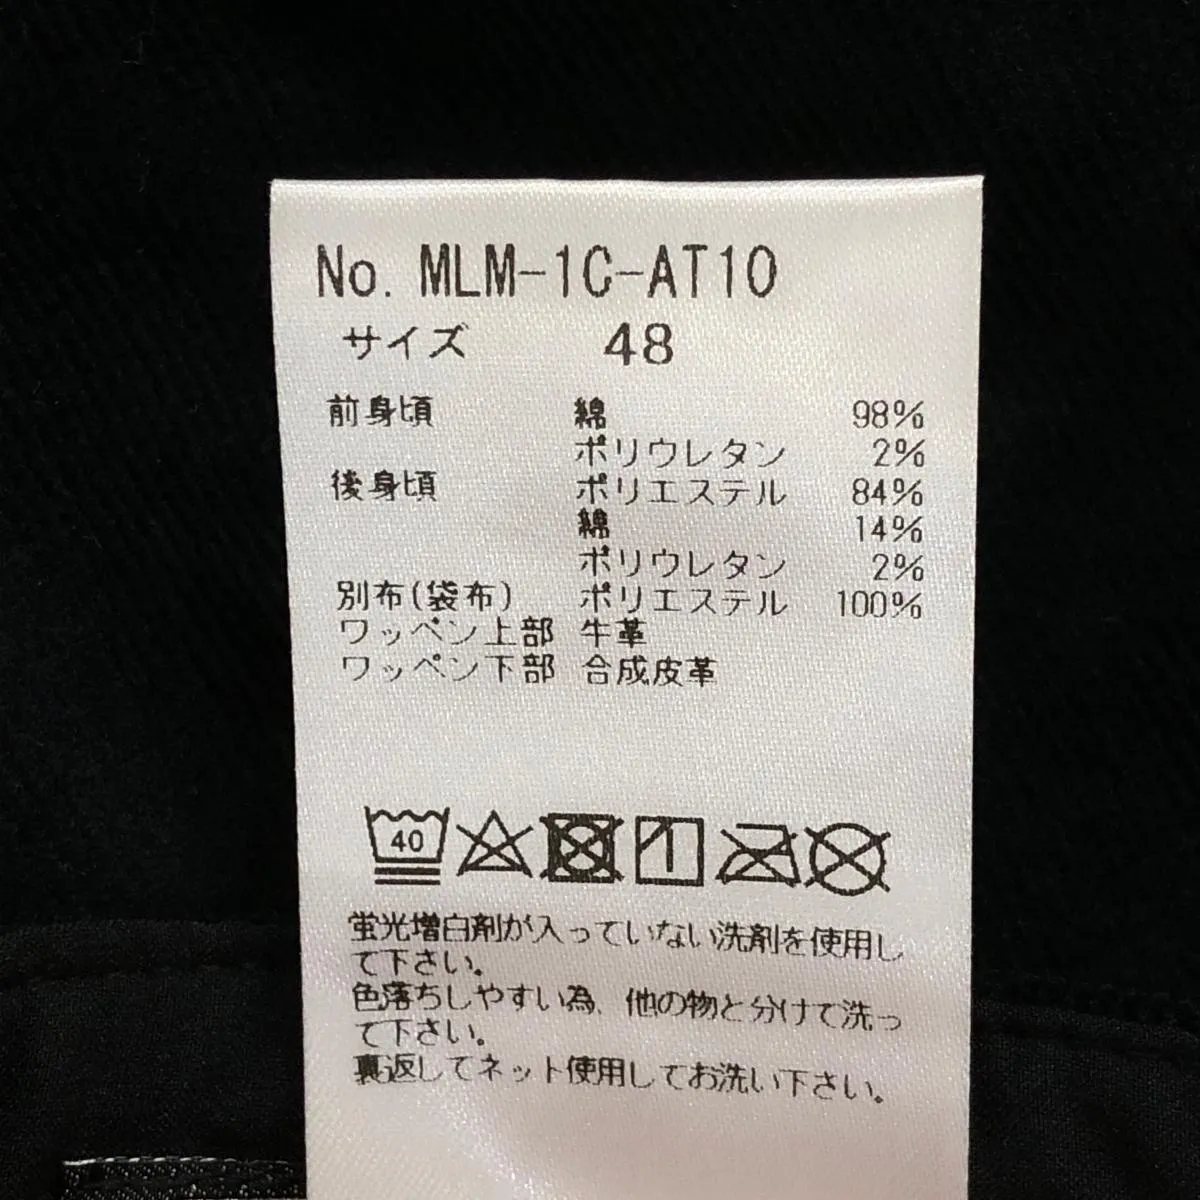 No. MLM-1C-AT10
サイズ 48
前身頃 綿 98%
ポリウレタン 2%
後身頃 ポリエステル 84%
綿 14%
ポリウレタン 2%
別布(袋布) ポリエステル 100%
ワッペン上部 牛革
ワッペン下部 合成皮革
40
蛍光増白剤が入っていない洗剤を使用し
て下さい。
色落ちしやすい為、他の物と分けて洗っ
て下さい。
裏返してネット使用してお洗い下さい。